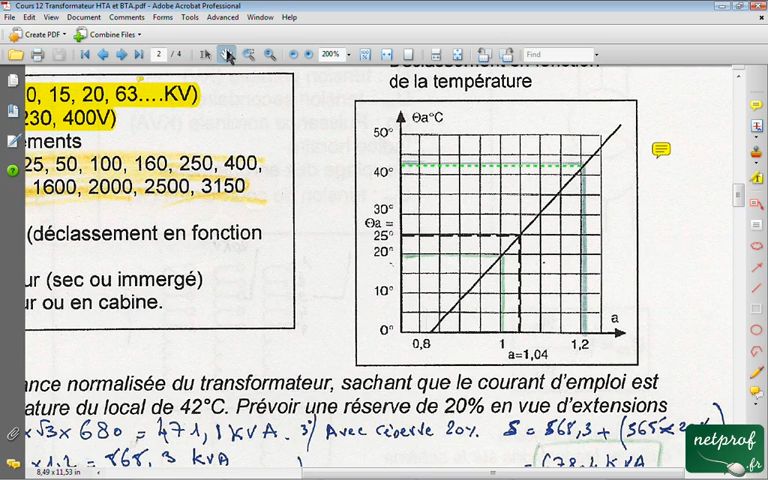 Cours 12 Transformateur HTA et BTA.pdf - Adobe Acrobat Professional
File Edit View Document Comments Forms Tools Advanced Window Help
Create PDF Combine Files
2 / 4 200% Find
de la température
0, 15, 20, 63....KV)
230, 400V)
ements
25, 50, 100, 160, 250, 400,
1600, 2000, 2500, 3150
(déclassement en fonction
ur (sec ou immergé)
ur ou en cabine.
Θa°C
50°
40°
30°
Θa =
25°
20°
10°
0°
a
0,8 1 1,2
a=1,04
ance normalisée du transformateur, sachant que le courant d'emploi est
ature du local de 42°C. Prévoir une réserve de 20% en vue d'extensions
x√3 x 680 = 471,1 KVA. 3°) Avec réserve 20%. S = 568,3 + (565 x 2
x 1,2 = 868,3 KVA
netprof
.fr
8,49 x 11,53 in